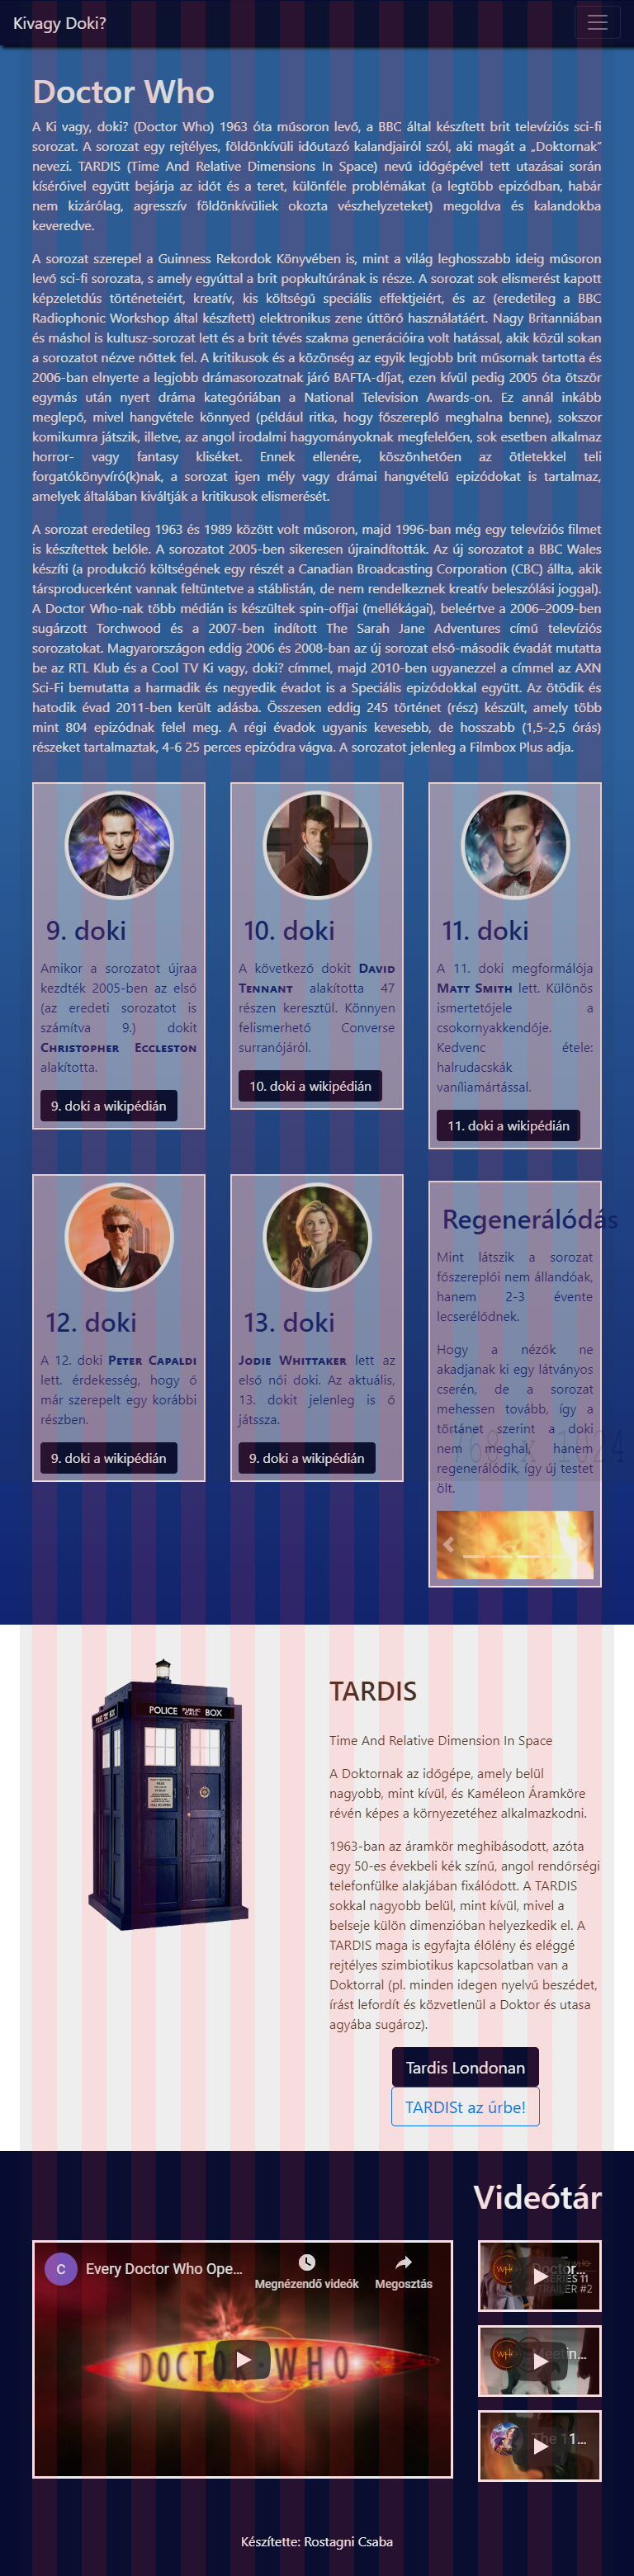 Kivagy Doki?
Doctor Who
A Ki vagy, doki? (Doctor Who) 1963 óta műsoron levő, a BBC által készített brit televíziós sci-fi
sorozat. A sorozat egy rejtélyes, földönkívüli időutazó kalandjairól szól, aki magát a „Doktornak”
nevezi. TARDIS (Time And Relative Dimensions In Space) nevű időgépével tett utazásai során
kísérőivel együtt bejárja az időt és a teret, különféle problémákat (a legtöbb epizódban, habár
nem kizárólag, agresszív földönkívűliek okozta vészhelyzeteket) megoldva és kalandokba
keveredve.
A sorozat szerepel a Guinness Rekordok Könyvében is, mint a világ leghosszabb ideig műsoron
levő sci-fi sorozata, s amely egyúttal a brit popkultúrának is része. A sorozat sok elismerést kapott
képzeletdús történeteiért, kreatív, kis költségű speciális effektjeiért, és az (eredetileg a BBC
Radiophonic Workshop által készített) elektronikus zene úttörő használatáért. Nagy Britanniában
és máshol is kultusz-sorozat lett és a brit tévés szakma generációira volt hatással, akik közül sokan
a sorozatot nézve nőttek fel. A kritikusok és a közönség az egyik legjobb brit műsornak tartotta és
2006-ban elnyerte a legjobb drámasorozatnak járó BAFTA-díjat, ezen kívül pedig 2005 óta ötször
egymás után nyert dráma kategóriában a National Television Awards-on. Ez annál inkább
meglepő, mivel hangvétele könnyed (például ritka, hogy főszereplő meghalna benne), sokszor
komikumra játszik, illetve, az angol irodalmi hagyományoknak megfelelően, sok esetben alkalmaz
horror- vagy fantasy kliséket. Ennek ellenére, köszönhetően az ötletekkel teli
forgatókönyvíró(k)nak, a sorozat igen mély vagy drámai hangvételű epizódokat is tartalmaz,
amelyek általában kiváltják a kritikusok elismerését.
A sorozat eredetileg 1963 és 1989 között volt műsoron, majd 1996-ban még egy televíziós filmet
is készítettek belőle. A sorozatot 2005-ben sikeresen újraindították. Az új sorozatot a BBC Wales
készíti (a produkció költségének egy részét a Canadian Broadcasting Corporation (CBC) állta, akik
társproducerként vannak feltűntetve a stáblistán, de nem rendelkeznek kreatív beleszólási joggal).
A Doctor Who-nak több médián is készültek spin-offjai (mellékágai), beleértve a 2006–2009-ben
sugárzott Torchwood és a 2007-ben indított The Sarah Jane Adventures című televíziós
sorozatokat. Magyarországon eddig 2006 és 2008-ban az új sorozat első-második évadát mutatta
be az RTL Klub és a Cool TV Ki vagy, doki? címmel, majd 2010-ben ugyanezzel a címmel az AXN
Sci-Fi bemutatta a harmadik és negyedik évadot is a Speciális epizódokkal együtt. Az ötödik és
hatodik évad 2011-ben került adásba. Összesen eddig 245 történet (rész) készült, amely több
mint 804 epizódnak felel meg. A régi évadok ugyanis kevesebb, de hosszabb (1,5-2,5 órás)
részeket tartalmaztak, 4-6 25 perces epizódra vágva. A sorozatot jelenleg a Filmbox Plus adja.
9. doki
Amikor a sorozatot újraa
kezdték 2005-ben az első
(az eredeti sorozatot is
számítva 9.) dokit
Christopher Eccleston
alakította.
9. doki a wikipédián
10. doki
A következő dokit David
Tennant alakította 47
részen keresztül. Könnyen
felismerhető Converse
surranójáról.
10. doki a wikipédián
11. doki
A 11. doki megformálója
Matt Smith lett. Különös
ismertetőjele a
csokornyakkendője.
Kedvenc étele:
halrudacskák
vaníliamártással.
11. doki a wikipédián
12. doki
A 12. doki Peter Capaldi
lett. érdekesség, hogy ő
már szerepelt egy korábbi
részben.
9. doki a wikipédián
13. doki
Jodie Whittaker lett az
első női doki. Az aktuális,
13. dokit jelenleg is ő
játssza.
9. doki a wikipédián
Regenerálódás
Mint látszik a sorozat
főszereplői nem állandóak,
hanem 2-3 évente
lecserélődnek.
Hogy a nézők ne
akadjanak ki egy látványos
cserén, de a sorozat
mehessen tovább, így a
történet szerint a doki
nem meghal, hanem
regenerálódik, így új testet
ölt.
768 x 1024
POLICE PUBLIC CALL BOX
TARDIS
Time And Relative Dimension In Space
A Doktornak az időgépe, amely belül
nagyobb, mint kívül, és Kaméleon Áramköre
révén képes a környezetéhez alkalmazkodni.
1963-ban az áramkör meghibásodott, azóta
egy 50-es évekbeli kék színű, angol rendőrségi
telefonfülke alakjában fixálódott. A TARDIS
sokkal nagyobb belül, mint kívül, mivel a
belseje külön dimenzióban helyezkedik el. A
TARDIS maga is egyfajta élőlény és eléggé
rejtélyes szimbiotikus kapcsolatban van a
Doktorral (pl. minden idegen nyelvű beszédet,
írást lefordít és közvetlenül a Doktor és utasa
agyába sugároz).
Tardis Londonan
TARDISt az űrbe!
Videótár
C Every Doctor Who Ope...
Megnézendő videók
Megosztás
DOCTOR WHO
Doctor...
SERIES 11
TRAILER #2
Meetin...
The 11...
Készítette: Rostagni Csaba